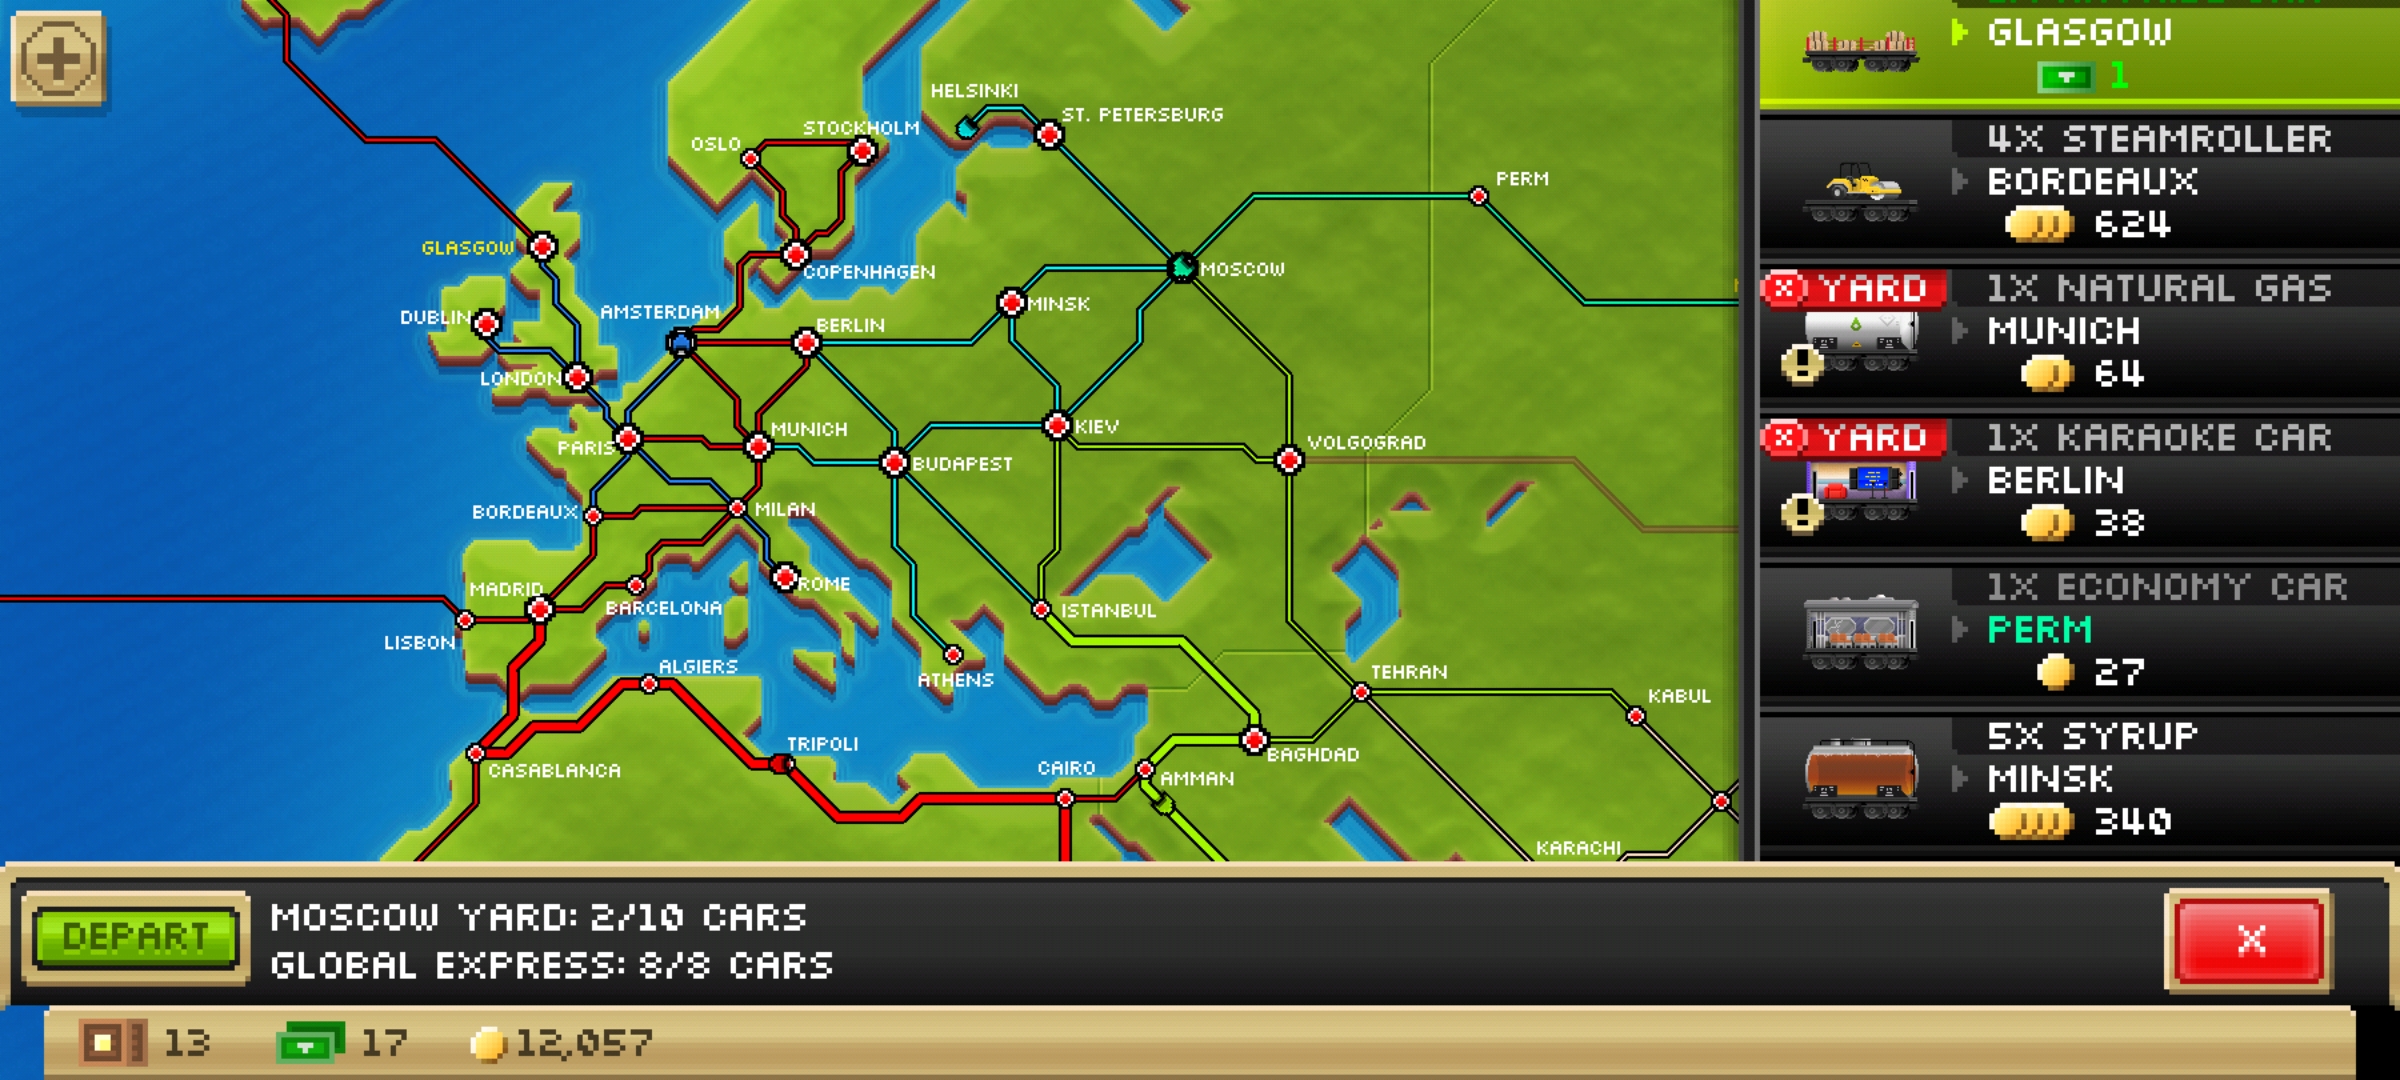 GLASGOW
1
4X STEAMROLLER
BORDEAUX
624
YARD
1X NATURAL GAS
MUNICH
64
YARD
1X KARAOKE CAR
BERLIN
38
1X ECONOMY CAR
PERM
27
5X SYRUP
MINSK
340
HELSINKI
ST. PETERSBURG
STOCKHOLM
OSLO
PERM
GLASGOW
COPENHAGEN
MOSCOW
MINSK
DUBLIN
AMSTERDAM
BERLIN
LONDON
PARIS
MUNICH
KIEV
VOLGOGRAD
BUDAPEST
BORDEAUX
MILAN
MADRID
ROME
BARCELONA
ISTANBUL
LISBON
ALGIERS
ATHENS
TEHRAN
KABUL
TRIPOLI
CASABLANCA
CAIRO
AMMAN
BAGHDAD
KARACHI
DEPART
MOSCOW YARD: 2/10 CARS
GLOBAL EXPRESS: 8/8 CARS
X
13
17
12,057